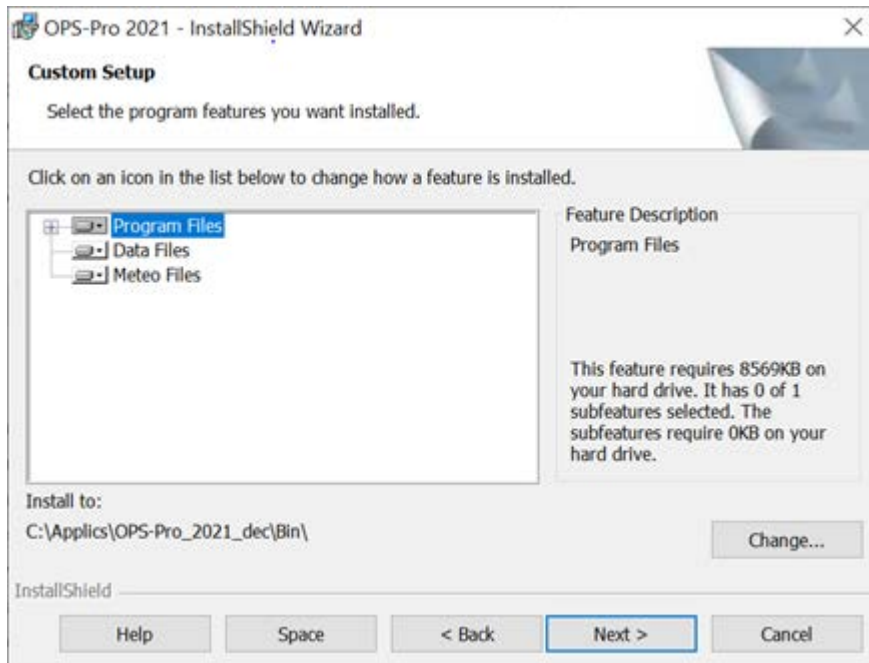 OPS-Pro 2021 - InstallShield Wizard
Custom Setup
Select the program features you want installed.
Click on an icon in the list below to change how a feature is installed.
Program Files
Data Files
Meteo Files
Feature Description
Program Files
This feature requires 8569KB on
your hard drive. It has 0 of 1
subfeatures selected. The
subfeatures require 0KB on your
hard drive.
Install to:
C:\Applics\OPS-Pro_2021_dec\Bin\
Change...
InstallShield
Help
Space
< Back
Next >
Cancel